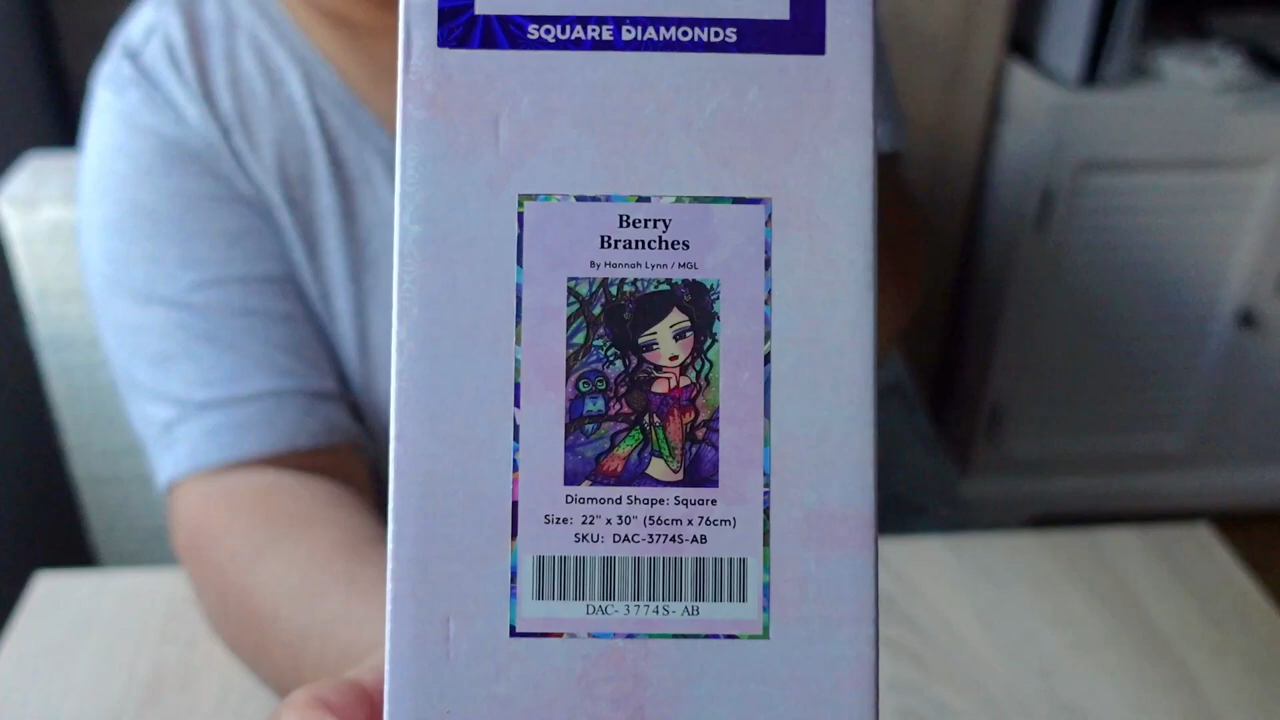 SQUARE DIAMONDS
Berry
Branches
By Hannah Lynn / MGL
Diamond Shape: Square
Size: 22" x 30" (56cm x 76cm)
SKU: DAC-3774S-AB
DAC- 3774S- AB